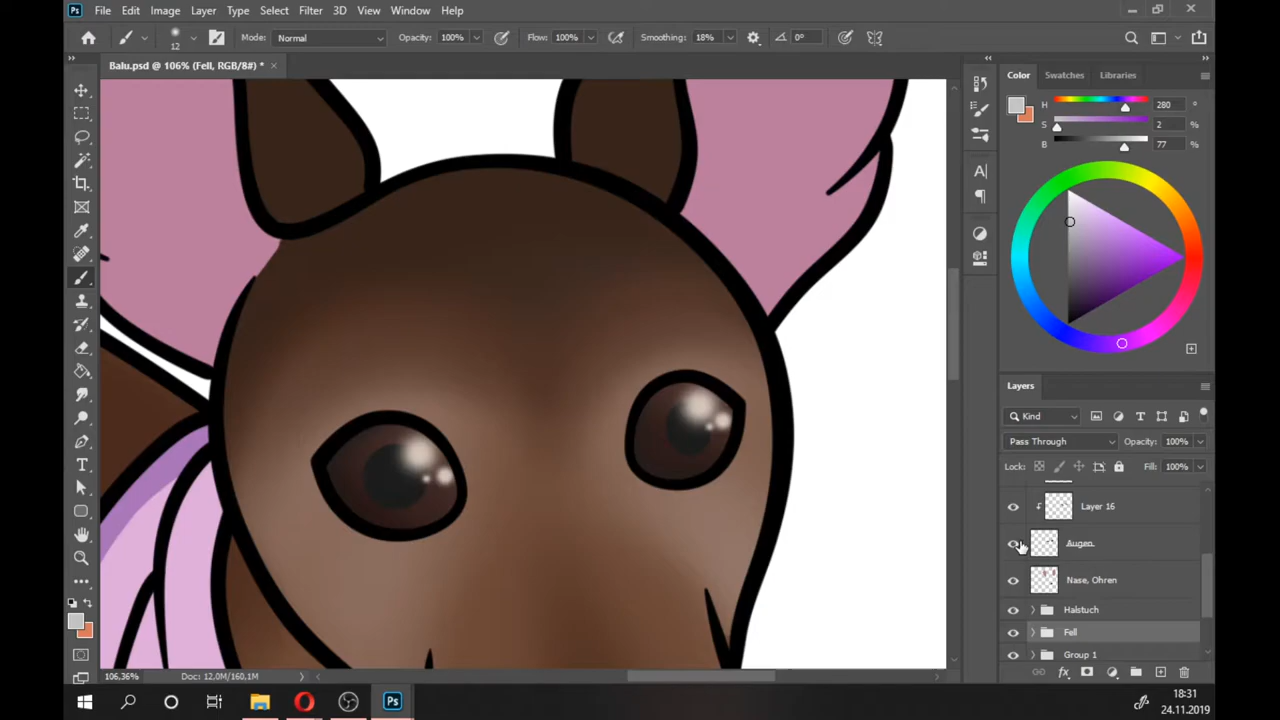 Ps File Edit Image Layer Type Select Filter 3D View Window Help
12 Mode: Normal Opacity: 100% Flow: 100% Smoothing: 18% 0°
Balu.psd @ 106% (Fell, RGB/8#) *
Color Swatches Libraries
H 280 °
S 2 %
B 77 %
Layers
Kind
Pass Through Opacity: 100%
Lock: Fill: 100%
Layer 16
Augen.
Nase, Ohren
Halstuch
Fell
Group 1
106,36% Doc: 12.0M/160,1M
Ps
18:31
24.11.2019